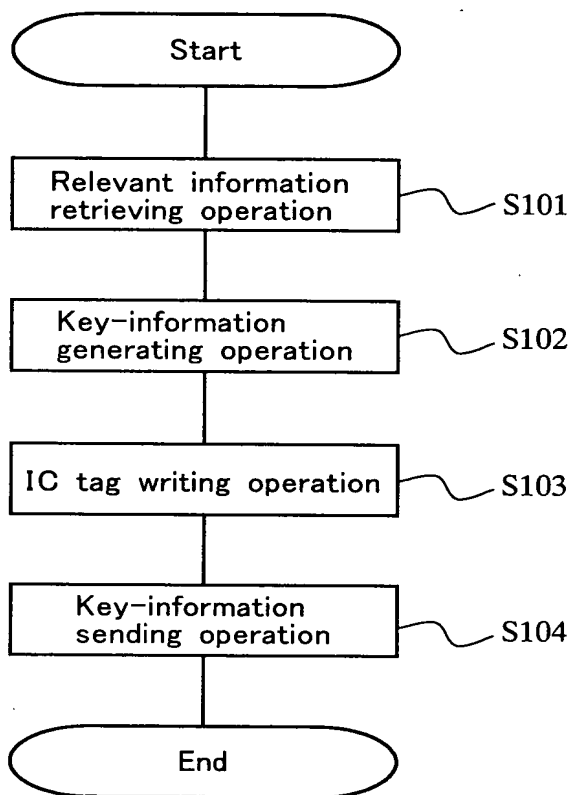 Start
Relevant information
retrieving operation
S101
Key-information
generating operation
S102
IC tag writing operation
S103
Key-information
sending operation
S104
End